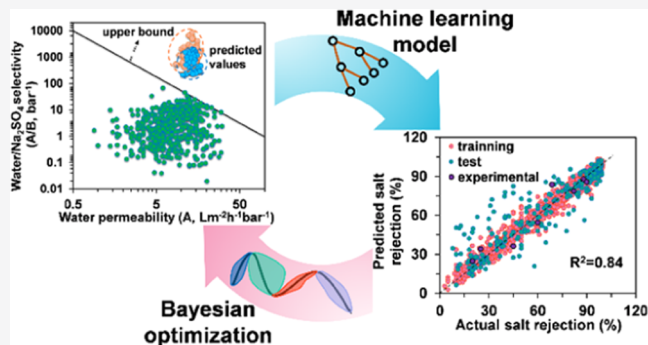 Machine learning
model
10000
1000
100
10
1
0.1
0.01
0.5
5
50
upper bound
predicted
values
Water/Na2SO4 selectivity
(A/B, bar-1)
Water permeability (A, Lm-2h-1bar-1)
120
90
60
30
0
0
30
60
90
120
trainning
test
experimental
R2=0.84
Predicted salt
rejection (%)
Actual salt rejection (%)
Bayesian
optimization